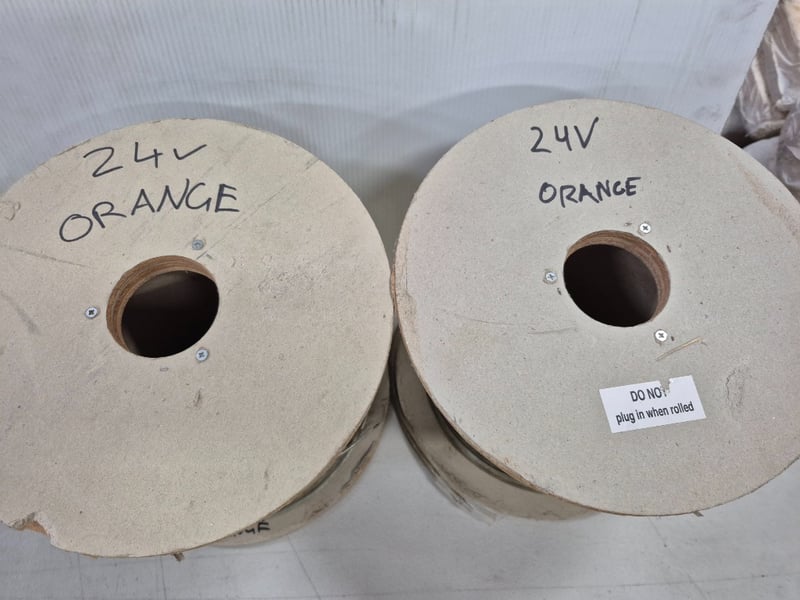 24V
ORANGE
24V
ORANGE
DO NOT
plug in when rolled